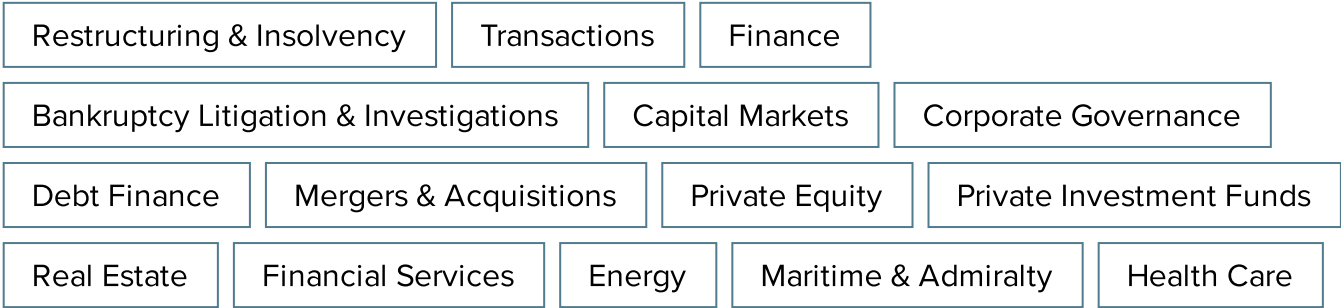 Restructuring & Insolvency Transactions Finance
Bankruptcy Litigation & Investigations Capital Markets Corporate Governance
Debt Finance Mergers & Acquisitions Private Equity Private Investment Funds
Real Estate Financial Services Energy Maritime & Admiralty Health Care